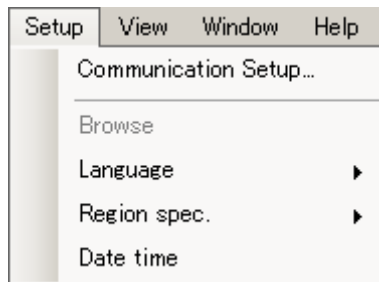 Setup View Window Help
Communication Setup...
Browse
Language
Region spec.
Date time